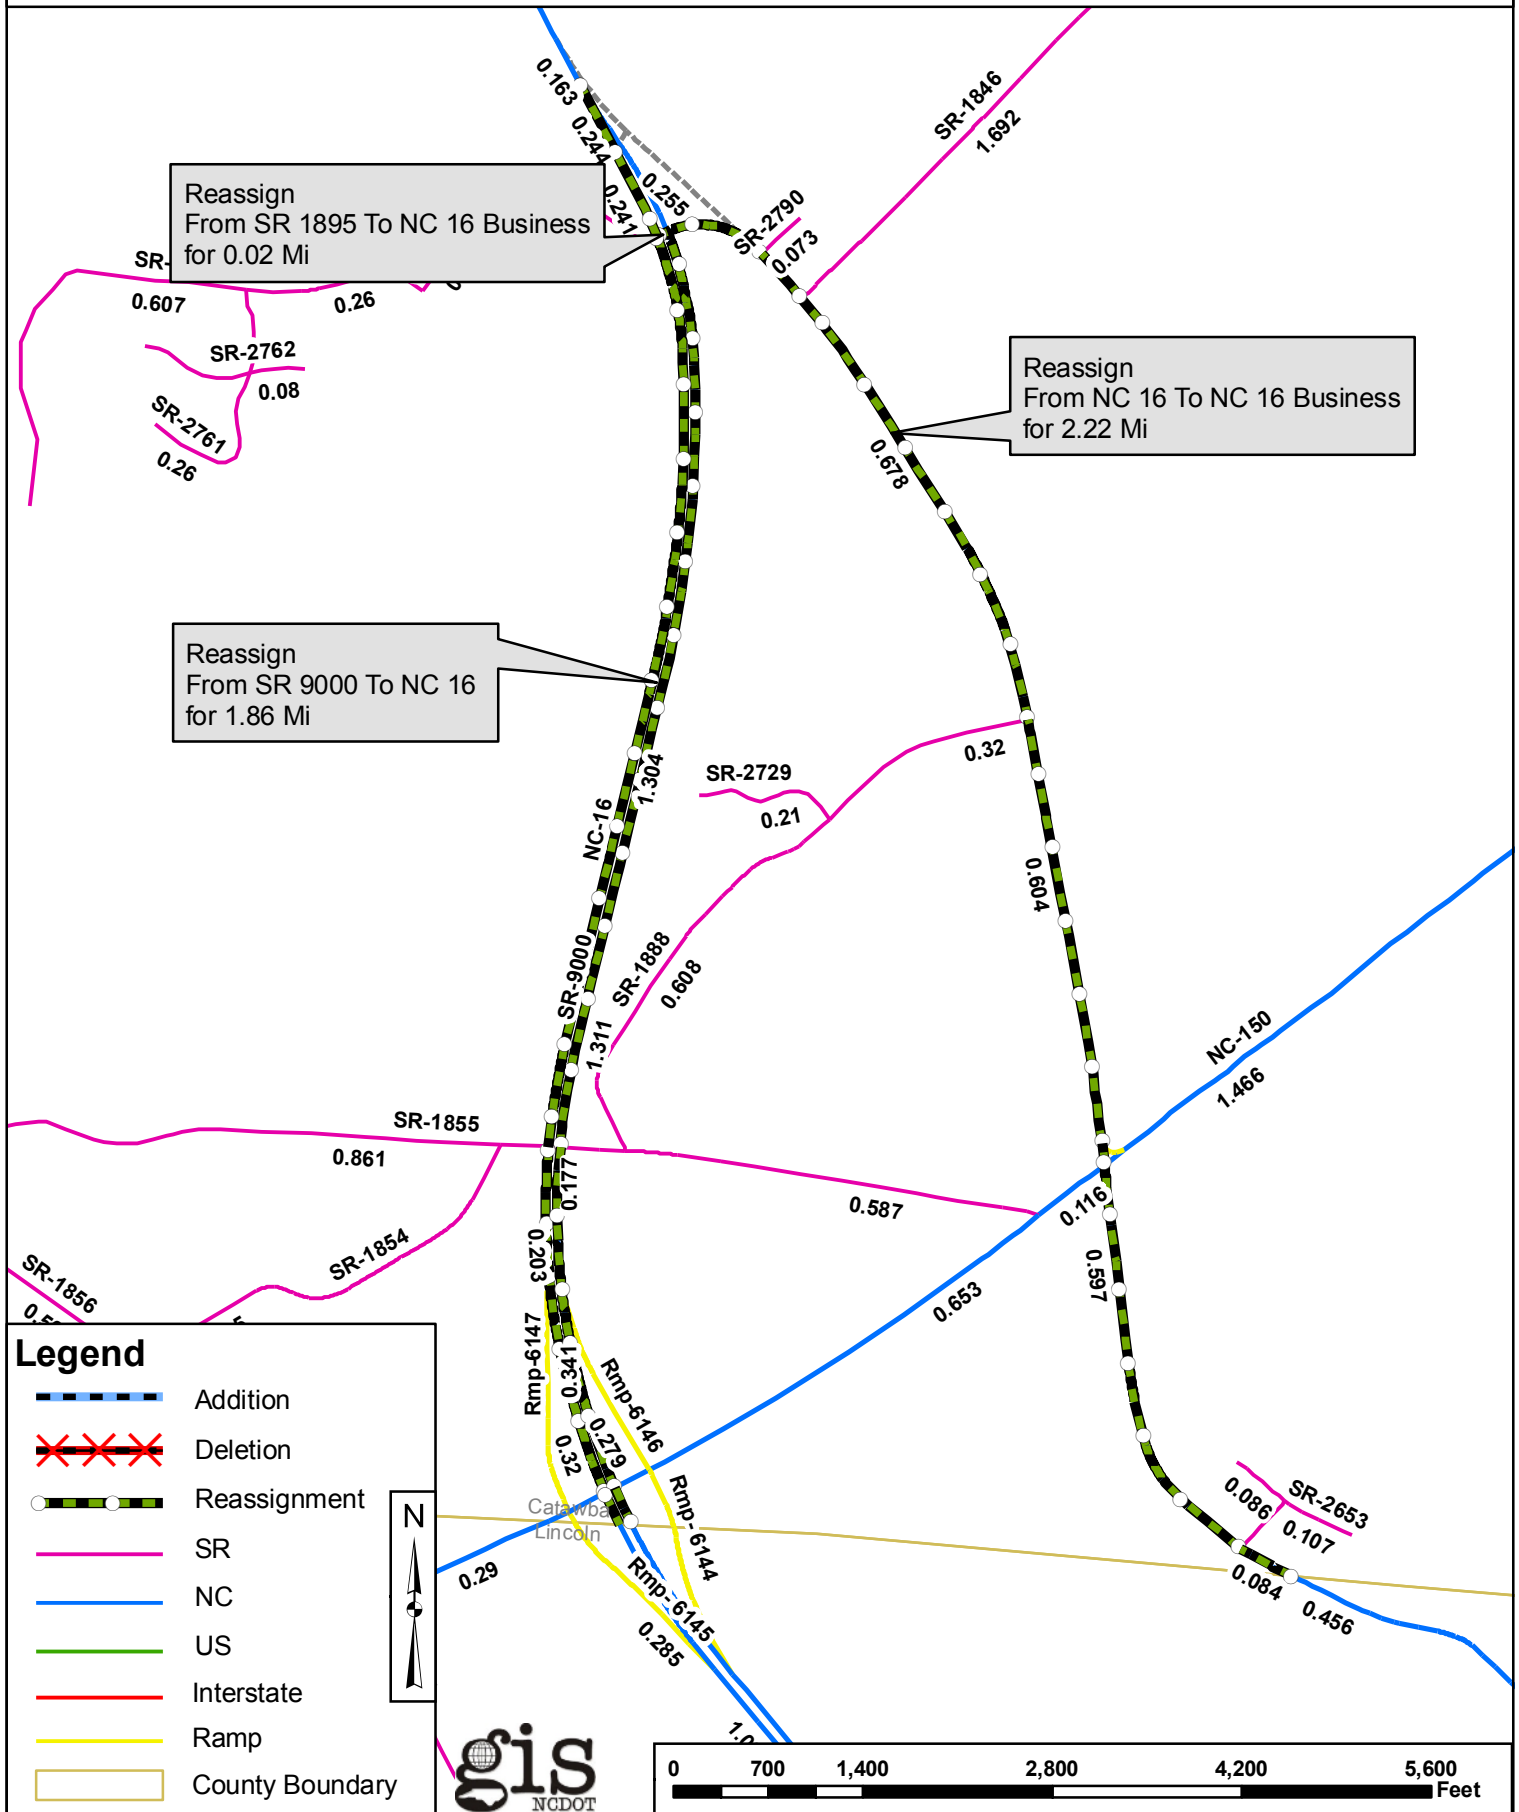 0.163
0.244
0.241
0.255
SR-1846
1.692
SR-2790
0.073
Reassign
From SR 1895 To NC 16 Business
for 0.02 Mi
SR-
0.607
0.26
SR-2762
0.08
SR-2761
0.26
Reassign
From NC 16 To NC 16 Business
for 2.22 Mi
0.678
Reassign
From SR 9000 To NC 16
for 1.86 Mi
1.304
NC-16
SR-2729
0.21
0.32
0.604
SR-9000
SR-1888
0.608
1.311
NC-150
1.466
SR-1855
0.861
0.177
0.587
0.116
0.203
SR-1854
SR-1856
0.653
0.597
Rmp-6147
0.341
Rmp-6146
0.279
0.32
Rmp-6144
Catawba
Lincoln
0.29
Rmp-6145
0.285
1.0
SR-2653
0.086
0.107
0.084
0.456
Legend
Addition
Deletion
Reassignment
SR
NC
US
Interstate
Ramp
County Boundary
N
gis
NCDOT
0 700 1,400 2,800 4,200 5,600
Feet